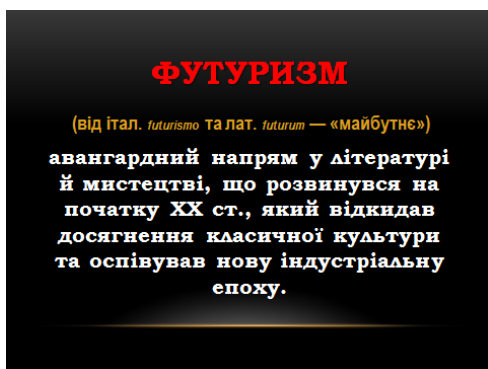 ФУТУРИЗМ
(від італ. futurismo та лат. futurum — «майбутнє»)
авангардний напрям у літературі
й мистецтві, що розвинувся на
початку XX ст., який відкидав
досягнення класичної культури
та оспівував нову індустріальну
епоху.